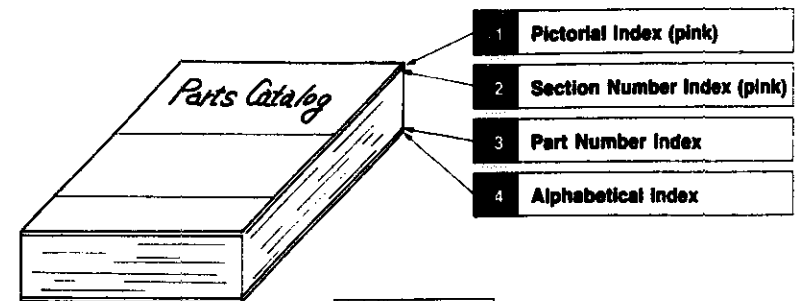 Parts Catalog
1 Pictorial Index (pink)
2 Section Number Index (pink)
3 Part Number Index
4 Alphabetical Index